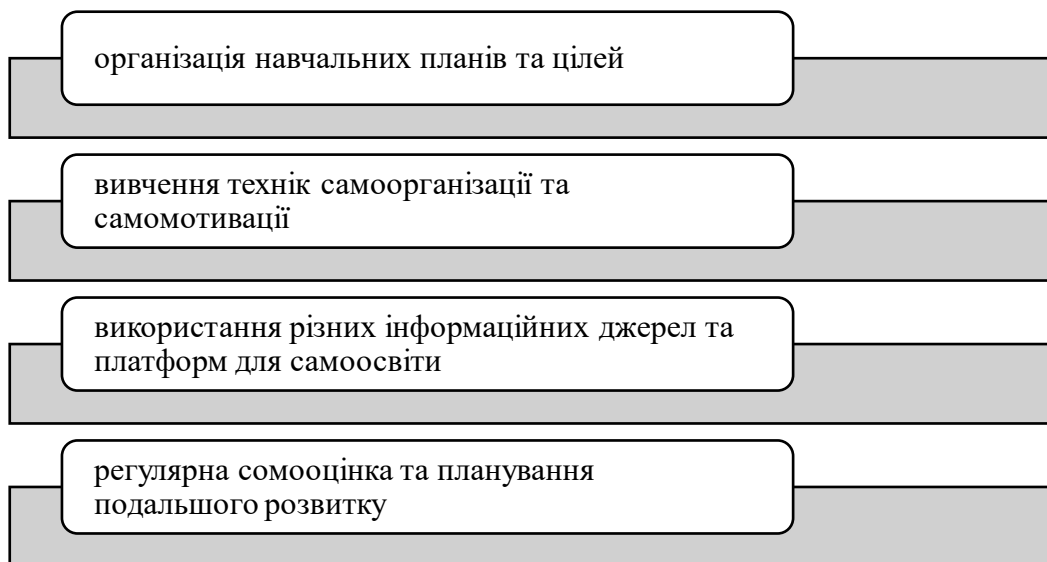 організація навчальних планів та цілей
вивчення технік самоорганізації та
самомотивації
використання різних інформаційних джерел та
платформ для самоосвіти
регулярна сомооцінка та планування
подальшого розвитку